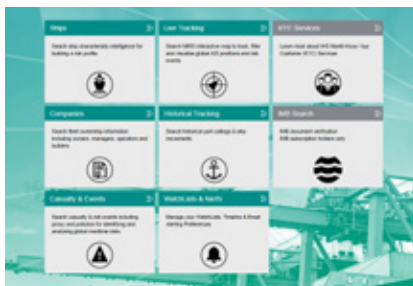 Ships
Search ship characteristic intelligence for
building a risk profile
Live Tracking
Search MIRS interactive map to track, filter
and visualise global AIS positions and risk
events
KYC Services
Learn more about IHS World Know Your
Customer (KYC) Services
Companies
Search fleet ownership information
including owners, managers, operators and
builders
Historical Tracking
Search historical port callings & ship
movements
IMB Search
IMB document verification
IMB subscription holders only
Casualty & Events
Search casualty & risk events including
piracy and pollution for identifying and
analysing global maritime risks
Watchlists & Alerts
Manage your Watchlists, Timeline & Email
alerting Preferences